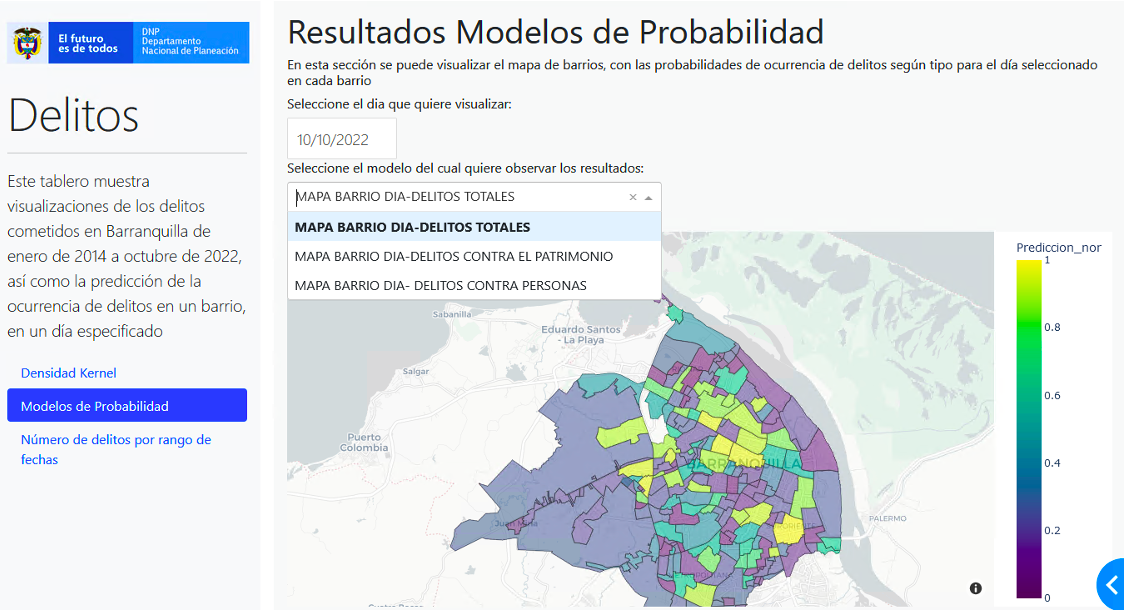 El futuro
es de todos
DNP
Departamento
Nacional de Planeación
Delitos
Este tablero muestra
visualizaciones de los delitos
cometidos en Barranquilla de
enero de 2014 a octubre de 2022,
así como la predicción de la
ocurrencia de delitos en un barrio,
en un día especificado
Densidad Kernel
Modelos de Probabilidad
Número de delitos por rango de
fechas
Resultados Modelos de Probabilidad
En esta sección se puede visualizar el mapa de barrios, con las probabilidades de ocurrencia de delitos según tipo para el día seleccionado
en cada barrio
Seleccione el dia que quiere visualizar:
10/10/2022
Seleccione el modelo del cual quiere observar los resultados:
MAPA BARRIO DIA-DELITOS TOTALES
MAPA BARRIO DIA-DELITOS TOTALES
MAPA BARRIO DIA-DELITOS CONTRA EL PATRIMONIO
MAPA BARRIO DIA- DELITOS CONTRA PERSONAS
Sabanilla
Eduardo Santos
- La Playa
Salgar
Puerto
Colombia
BARRANQUILLA
Juan Mina
PALERMO
Prediccion_nor
1
0.8
0.6
0.4
0.2
0